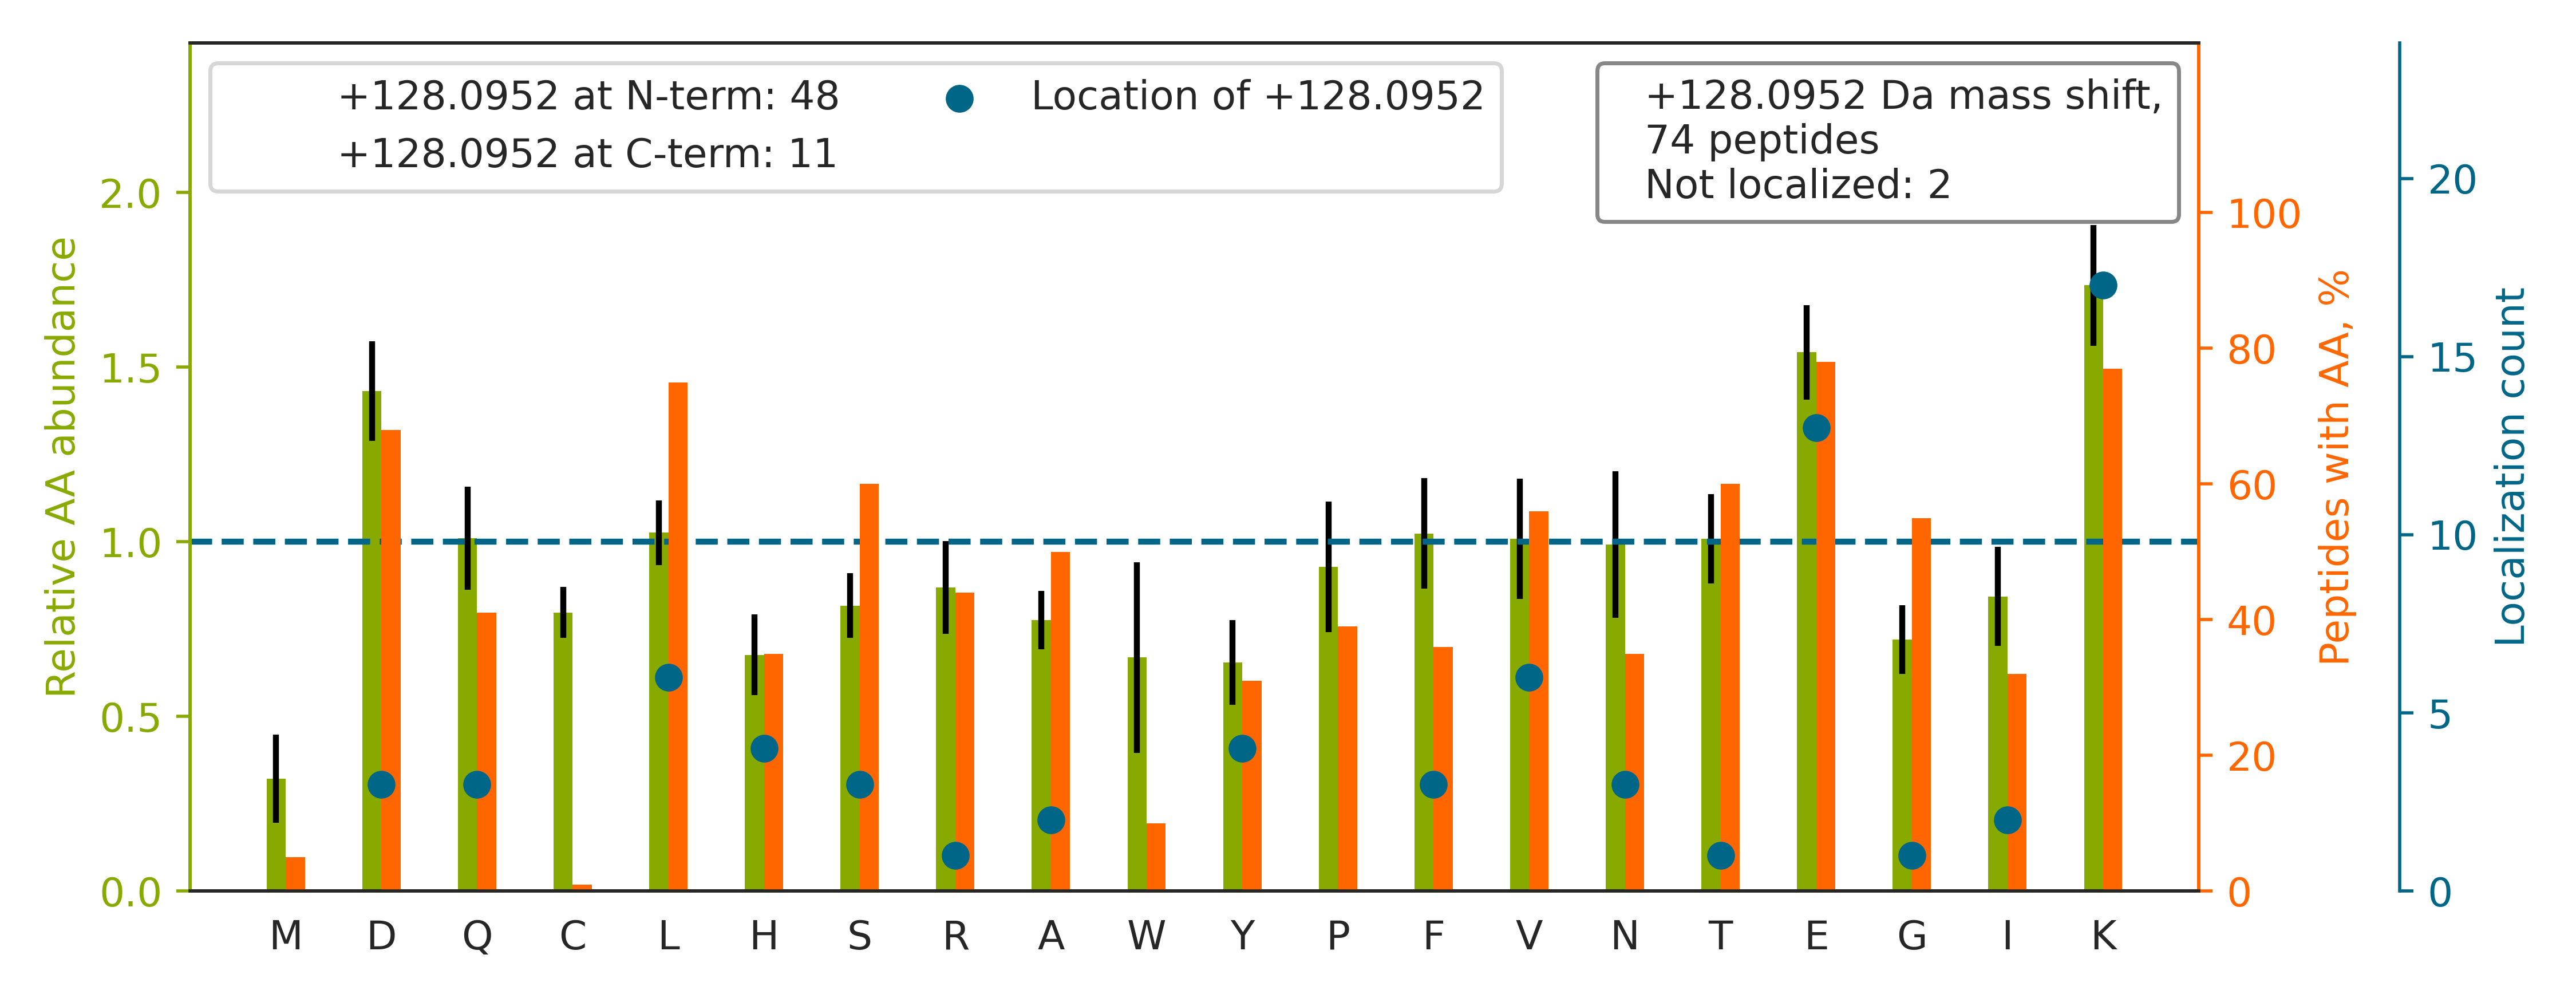 +128.0952 at N-term: 48
+128.0952 at C-term: 11
Location of +128.0952
+128.0952 Da mass shift,
74 peptides
Not localized: 2
Relative AA abundance
2.0
1.5
1.0
0.5
0.0
M D Q C L H S R A W Y P F V N T E G I K
100
80
60
40
20
0
Peptides with AA, %
20
15
10
5
0
Localization count